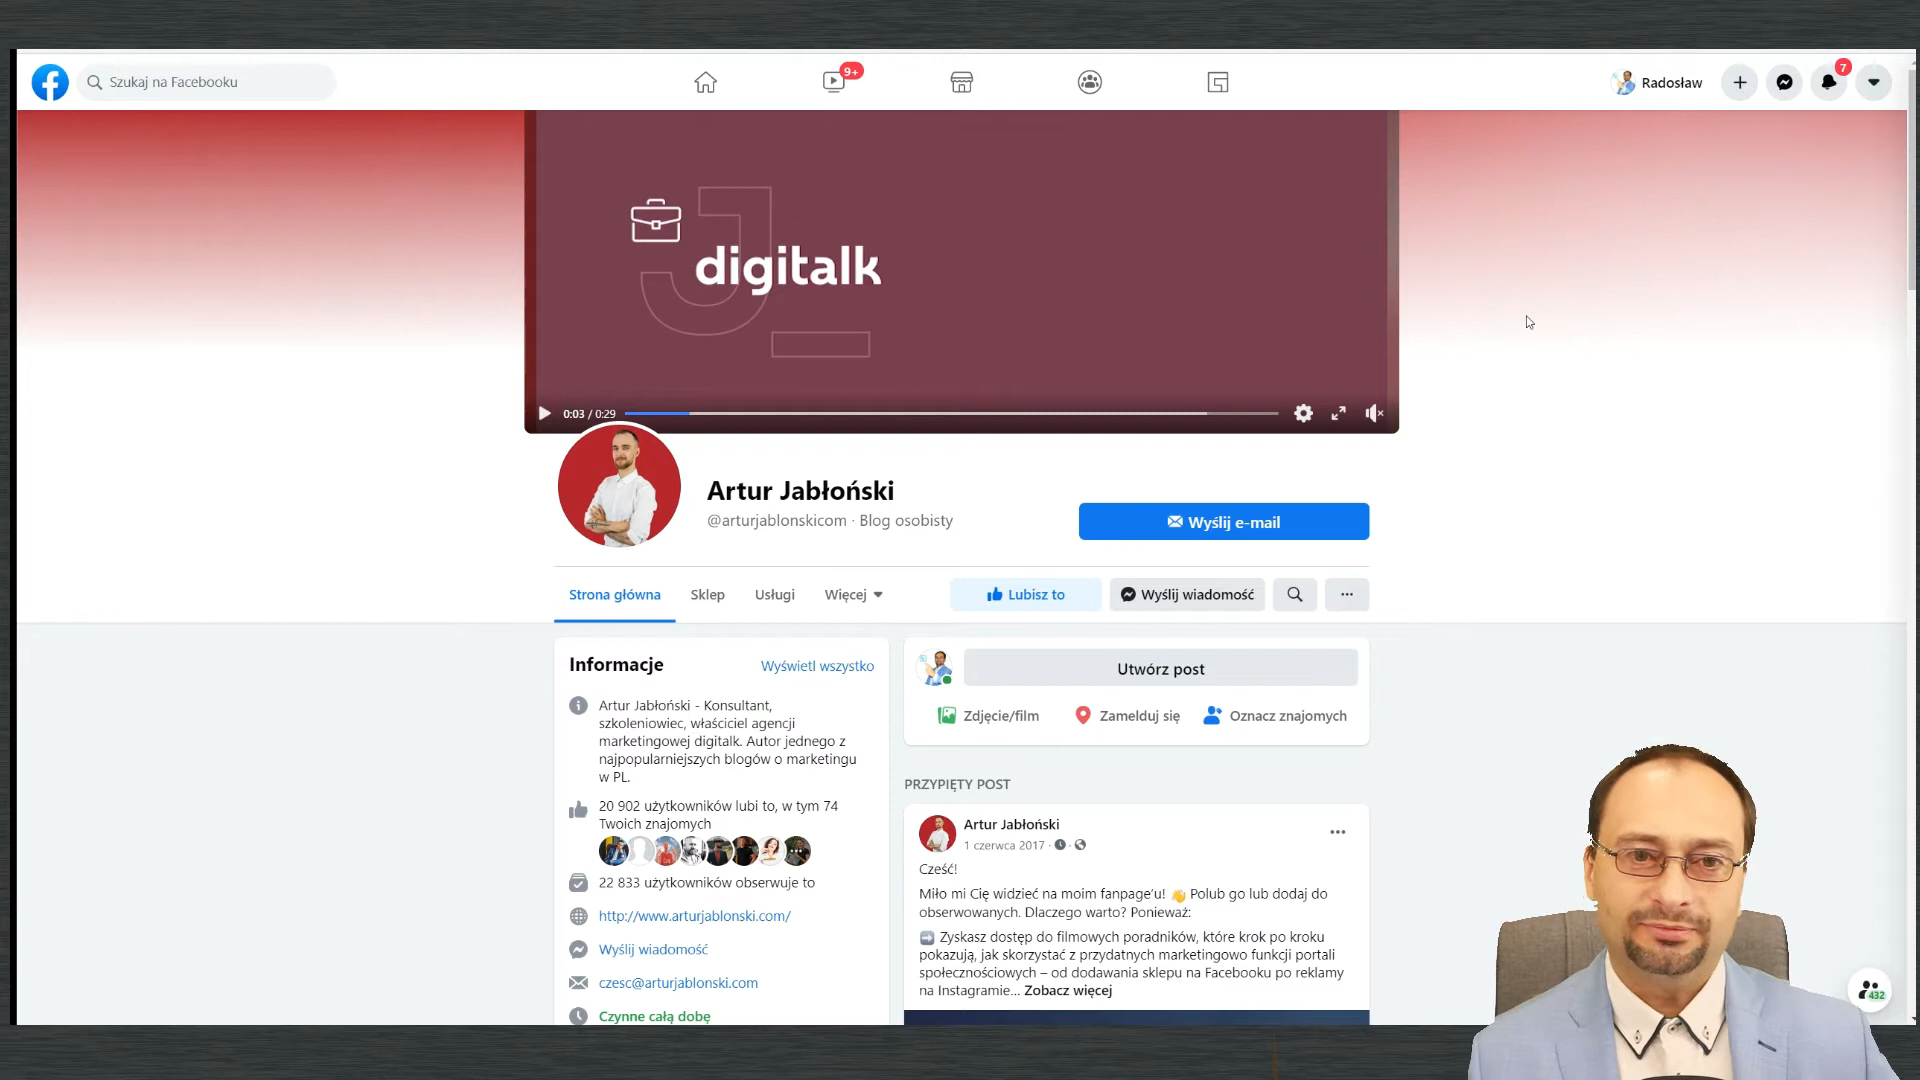 Szukaj na Facebooku
9+
Radosław
7
digitalk
0:03 / 0:29
Artur Jabłoński
@arturjablonskicom · Blog osobisty
Wyślij e-mail
Strona główna
Sklep
Usługi
Więcej
Lubisz to
Wyślij wiadomość
Informacje
Wyświetl wszystko
Artur Jabłoński - Konsultant,
szkoleniowiec, właściciel agencji
marketingowej digitalk. Autor jednego z
najpopularniejszych blogów o marketingu
w PL.
20 902 użytkowników lubi to, w tym 74
Twoich znajomych
22 833 użytkowników obserwuje to
http://www.arturjablonski.com/
Wyślij wiadomość
czesc@arturjablonski.com
Czynne całą dobę
Utwórz post
Zdjęcie/film
Zamelduj się
Oznacz znajomych
PRZYPIĘTY POST
Artur Jabłoński
1 czerwca 2017
Cześć!
Miło mi Cię widzieć na moim fanpage'u! 👋 Polub go lub dodaj do
obserwowanych. Dlaczego warto? Ponieważ:
➡️ Zyskasz dostęp do filmowych poradników, które krok po kroku
pokazują, jak skorzystać z przydatnych marketingowo funkcji portali
społecznościowych – od dodawania sklepu na Facebooku po reklamy
na Instagramie... Zobacz więcej
432